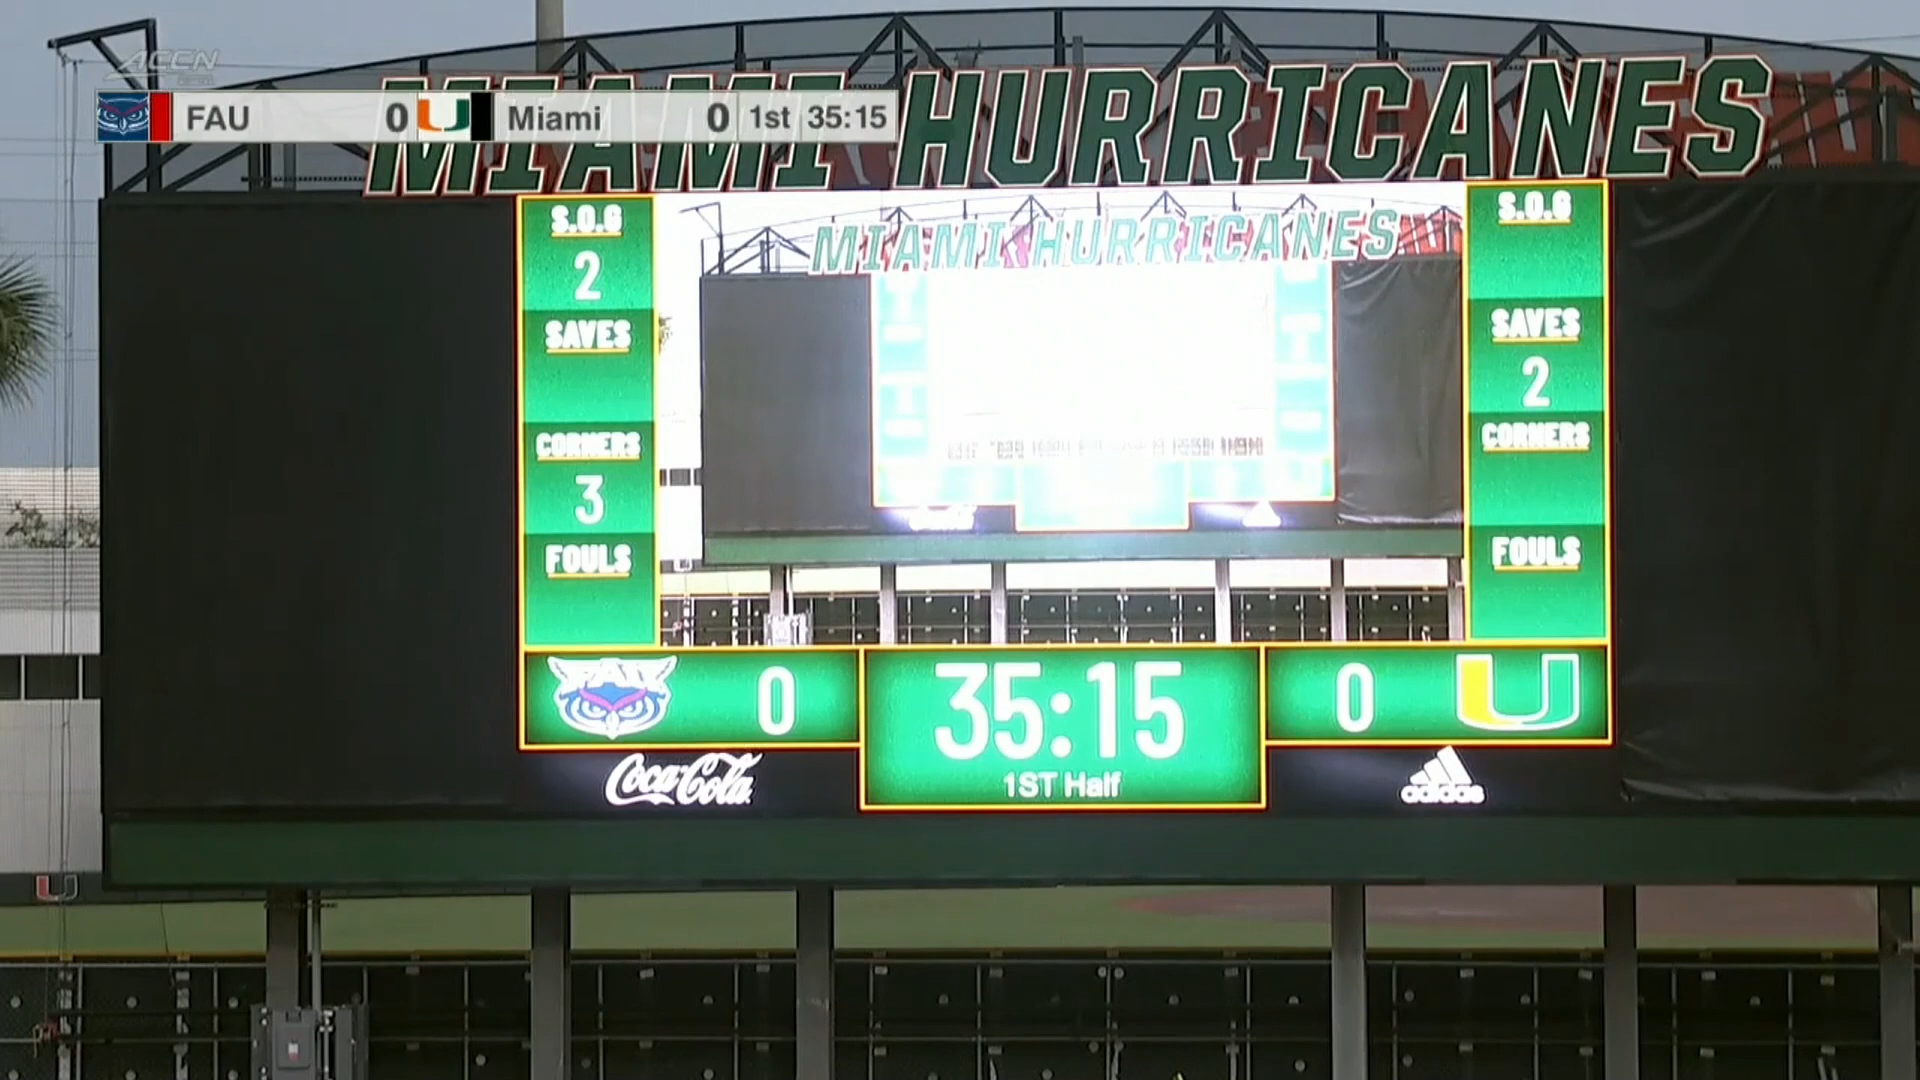 ACCN
FAU 0 Miami 0 1st 35:15
MIAMI HURRICANES
S.O.G
2
SAVES
CORNERS
3
FOULS
MIAMI HURRICANES
S.O.G
SAVES
2
CORNERS
FOULS
FAU 0
35:15
1ST Half
0 U
Coca-Cola
adidas
U